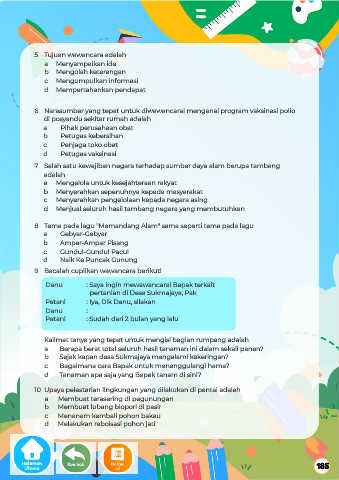 5 Tujuan wawancara adalah
a Menyampaikan ide
b Mengolah keterangan
c Mengumpulkan informasi
d Mempertahankan pendapat
6 Narasumber yang tepat untuk diwawancarai mengenai program vaksinasi polio
di posyandu sekitar rumah adalah
a Pihak perusahaan obat
b Petugas kebersihan
c Penjaga toko obat
d Petugas vaksinasi
7 Salah satu kewajiban negara terhadap sumber daya alam berupa tambang
adalah
a Mengelola untuk kesejahteraan rakyat
b Menyerahkan sepenuhnya kepada masyarakat
c Menyerahkan pengelolaan kepada negara asing
d Menjual seluruh hasil tambang negara yang membutuhkan
8 Tema pada lagu "Memandang Alam" sama seperti tema pada lagu
a Gebyar-Gebyar
b Ampar-Ampar Pisang
c Gundul-Gundul Pacul
d Naik Ke Puncak Gunung
9 Bacalah cuplikan wawancara berikut!
Danu : Saya ingin mewawancarai Bapak terkait
pertanian di Desa Sukmajaya, Pak
Petani : Iya, Dik Danu, silakan
Danu :
Petani : Sudah dari 2 bulan yang lalu
Kalimat tanya yang tepat untuk mengisi bagian rumpang adalah
a Berapa berat total seluruh hasil tanaman ini dalam sekali panen?
b Sejak kapan desa Sukmajaya mengalami kekeringan?
c Bagaimana cara Bapak untuk menanggulangi hama?
d Tanaman apa saja yang Bapak tanam di sini?
10 Upaya pelestarian lingkungan yang dilakukan di pantai adalah
a Membuat terasering di pegunungan
b Membuat lubang biopori di pasir
c Menanam kembali pohon bakau
d Melakukan reboisasi pohon jati
Halaman
Utama
185